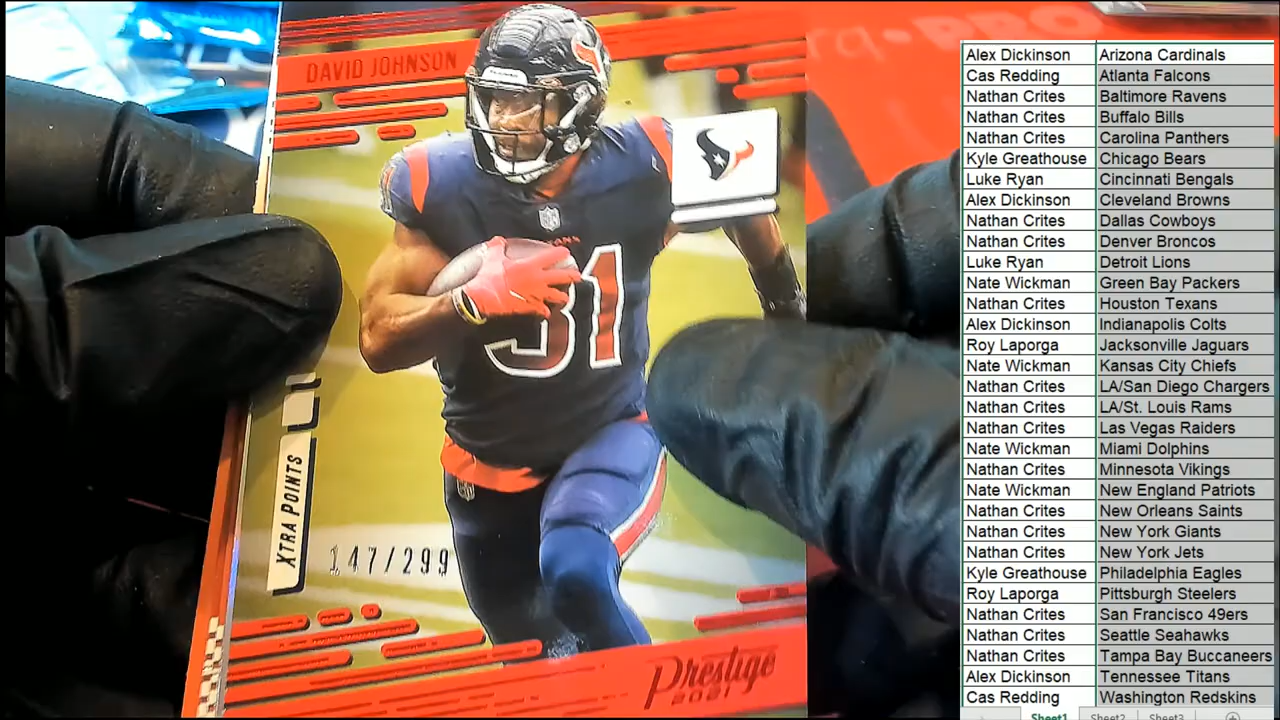 DAVID JOHNSON
31
XTRA POINTS
147/299
Prestige
2021
Alex Dickinson Arizona Cardinals
Cas Redding Atlanta Falcons
Nathan Crites Baltimore Ravens
Nathan Crites Buffalo Bills
Nathan Crites Carolina Panthers
Kyle Greathouse Chicago Bears
Luke Ryan Cincinnati Bengals
Alex Dickinson Cleveland Browns
Nathan Crites Dallas Cowboys
Nathan Crites Denver Broncos
Luke Ryan Detroit Lions
Nate Wickman Green Bay Packers
Nathan Crites Houston Texans
Alex Dickinson Indianapolis Colts
Roy Laporga Jacksonville Jaguars
Nate Wickman Kansas City Chiefs
Nathan Crites LA/San Diego Chargers
Nathan Crites LA/St. Louis Rams
Nathan Crites Las Vegas Raiders
Nate Wickman Miami Dolphins
Nathan Crites Minnesota Vikings
Nate Wickman New England Patriots
Nathan Crites New Orleans Saints
Nathan Crites New York Giants
Nathan Crites New York Jets
Kyle Greathouse Philadelphia Eagles
Roy Laporga Pittsburgh Steelers
Nathan Crites San Francisco 49ers
Nathan Crites Seattle Seahawks
Nathan Crites Tampa Bay Buccaneers
Alex Dickinson Tennessee Titans
Cas Redding Washington Redskins
Sheet1 Sheet2 Sheet3